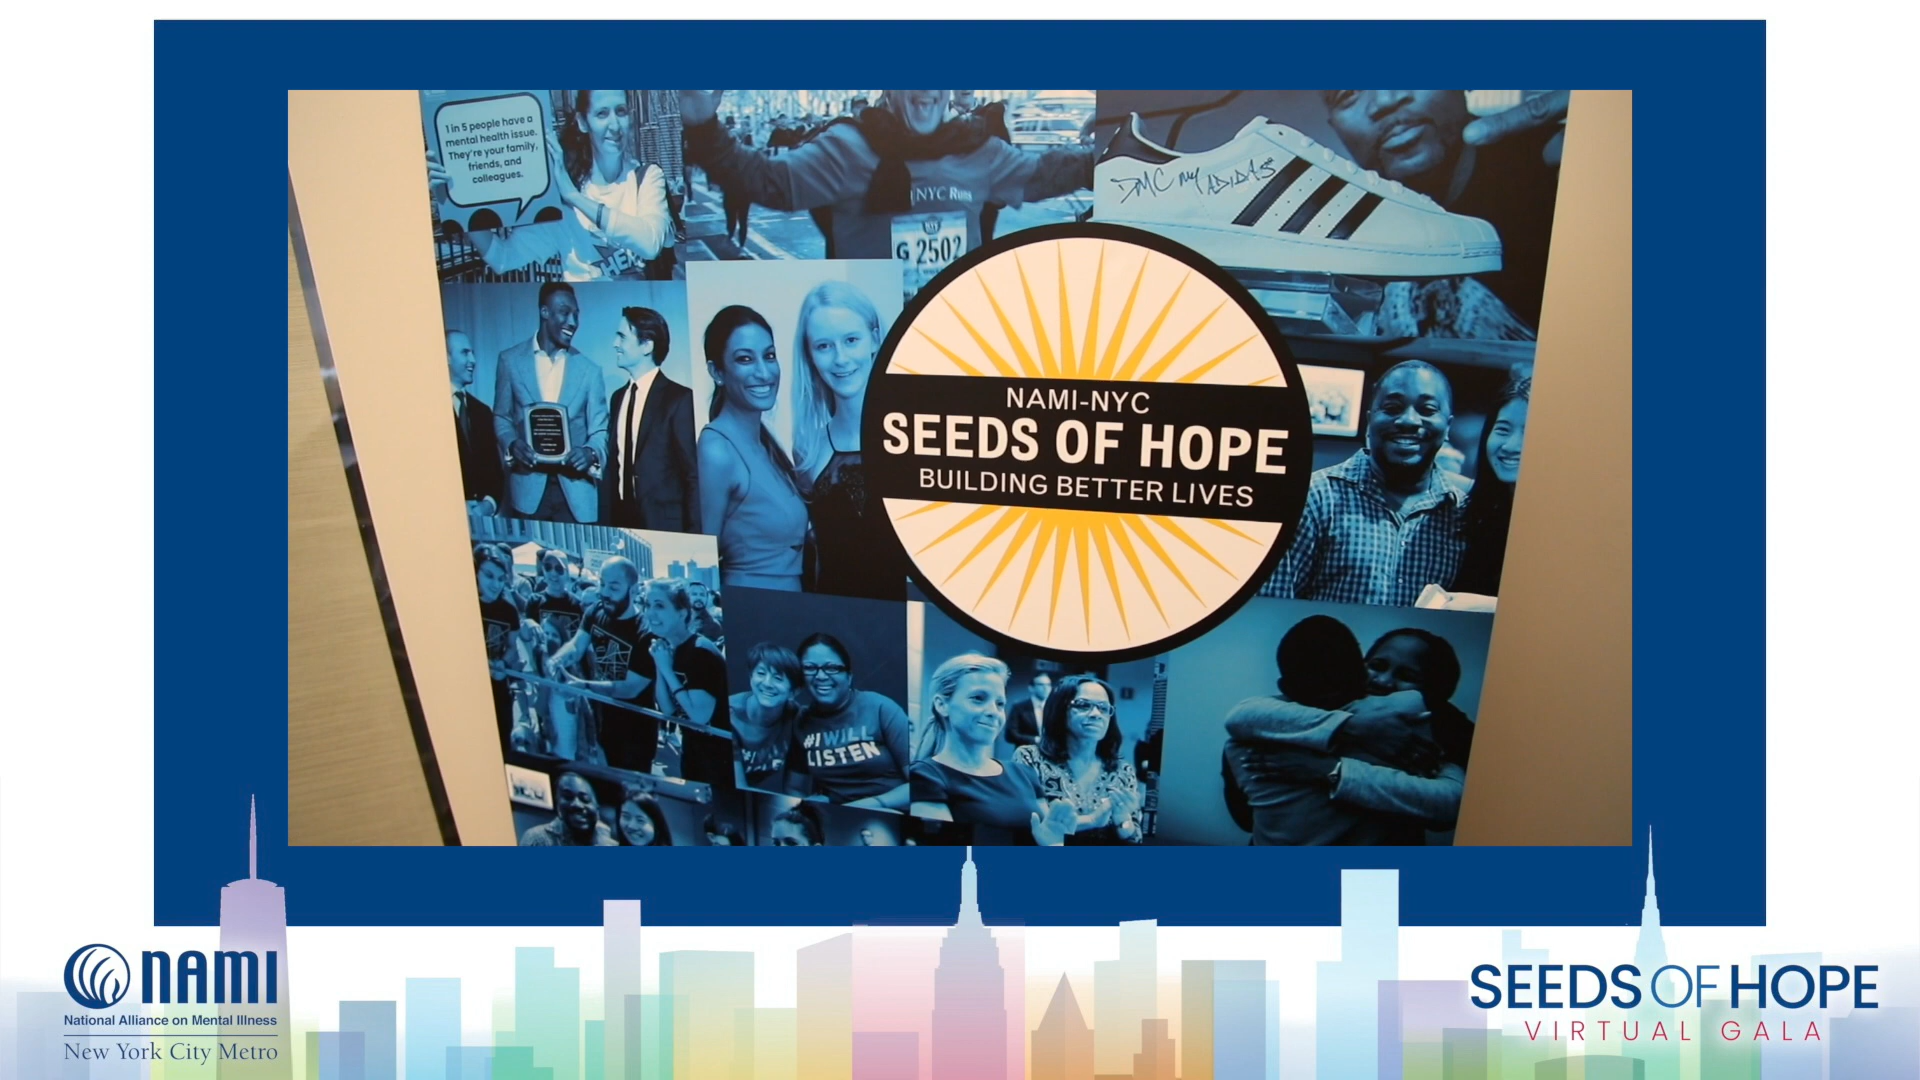 1 in 5 people have a
mental health issue.
They're your family,
friends, and
colleagues.
NYC Runs
G 2502
DMC my ADIDAS
NAMI-NYC
SEEDS OF HOPE
BUILDING BETTER LIVES
#IWILL
LISTEN
NAMI
National Alliance on Mental Illness
New York City Metro
SEEDS OF HOPE
VIRTUAL GALA